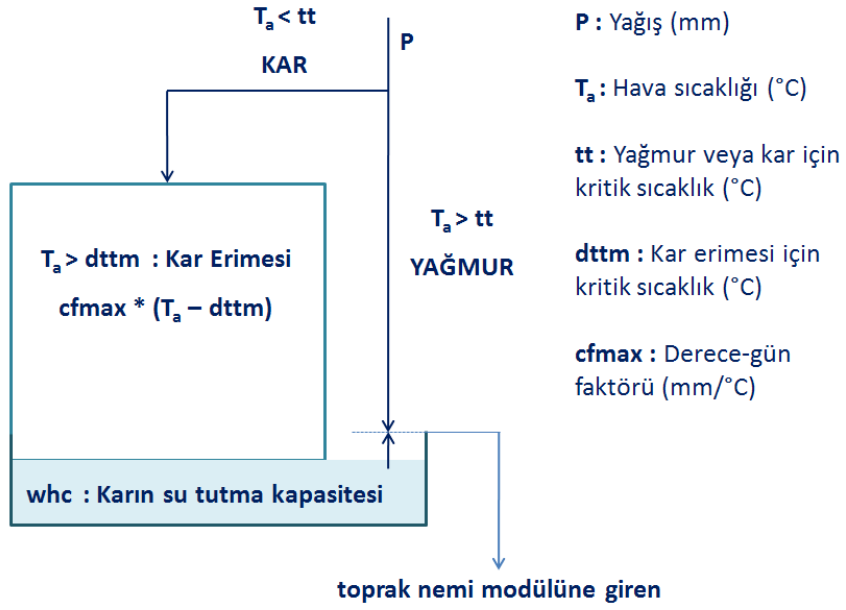 Tₐ < tt
KAR
P
Tₐ > dttm : Kar Erimesi
cfmax * (Tₐ – dttm)
Tₐ > tt
YAĞMUR
whc : Karın su tutma kapasitesi
toprak nemi modülüne giren
P : Yağış (mm)
Tₐ : Hava sıcaklığı (°C)
tt : Yağmur veya kar için
kritik sıcaklık (°C)
dttm : Kar erimesi için
kritik sıcaklık (°C)
cfmax : Derece-gün
faktörü (mm/°C)